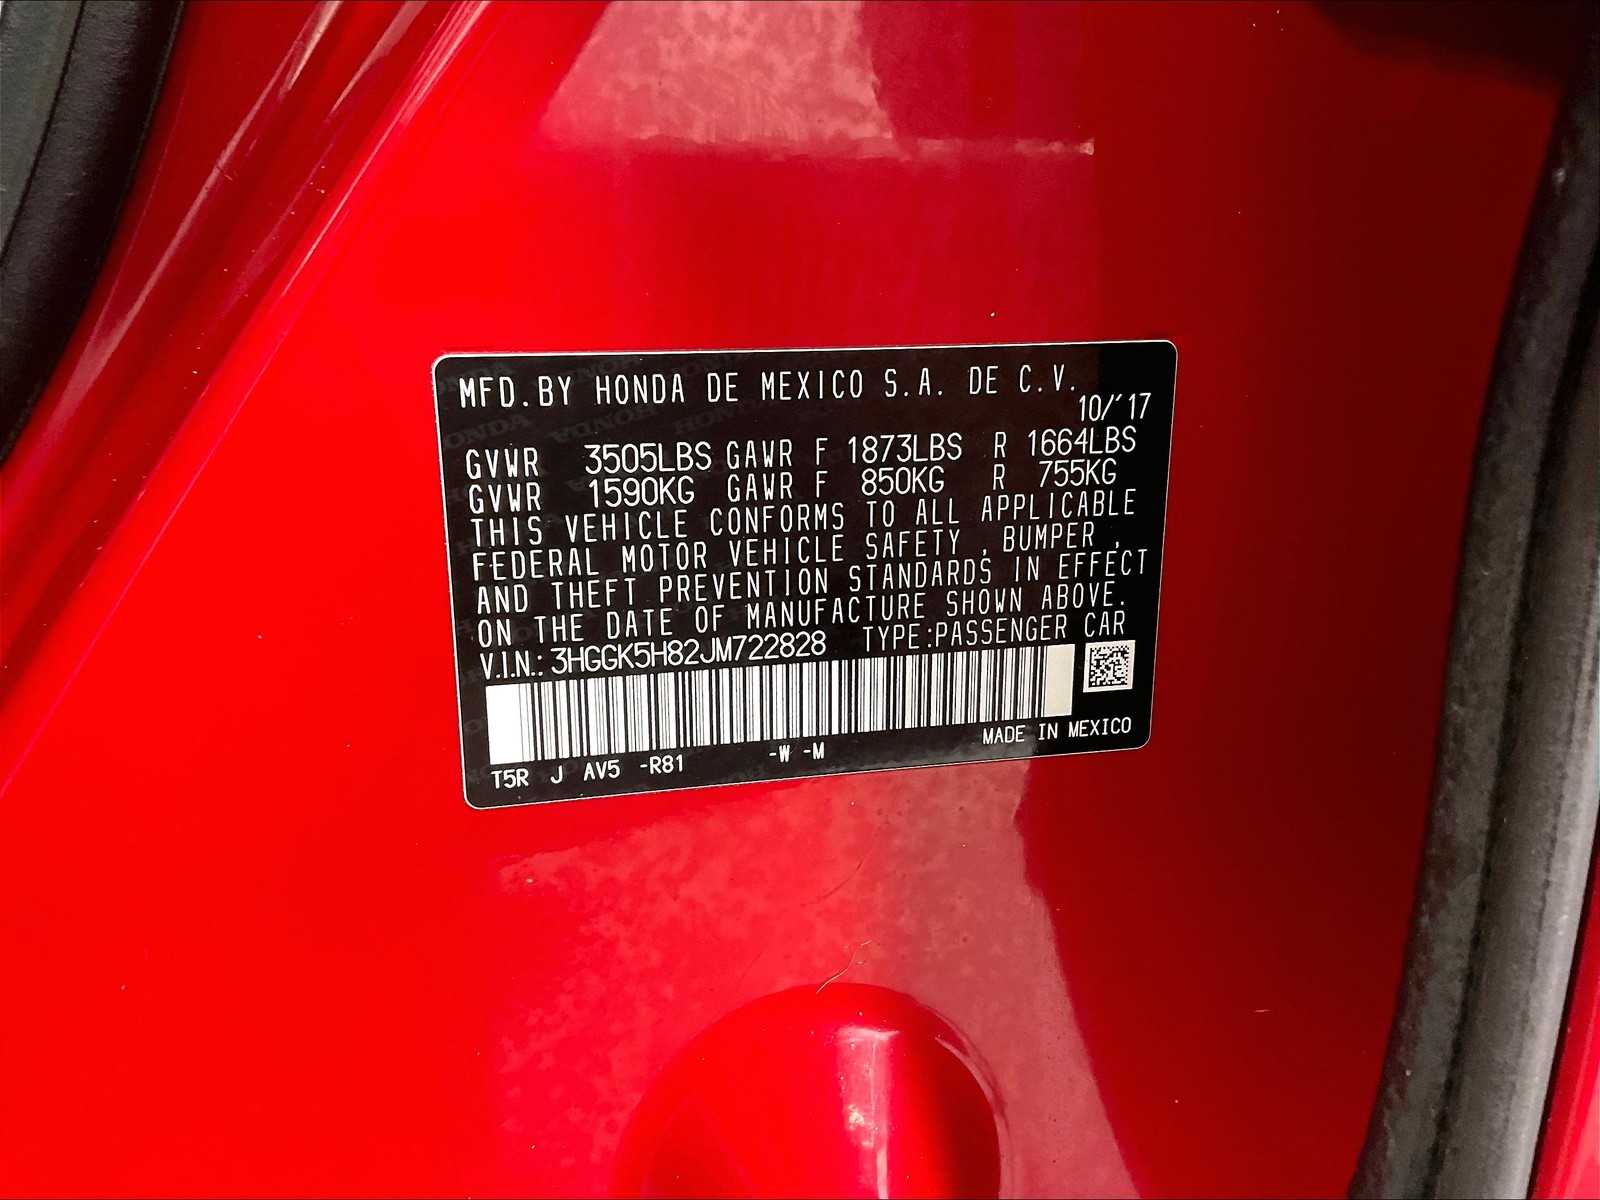 MFD.BY HONDA DE MEXICO S.A. DE C.V.
10/'17
GVWR 3505LBS GAWR F 1873LBS R 1664LBS
GVWR 1590KG GAWR F 850KG R 755KG
THIS VEHICLE CONFORMS TO ALL APPLICABLE
FEDERAL MOTOR VEHICLE SAFETY , BUMPER ,
AND THEFT PREVENTION STANDARDS IN EFFECT
ON THE DATE OF MANUFACTURE SHOWN ABOVE.
V.I.N.: 3HGGK5H82JM722828 TYPE:PASSENGER CAR
MADE IN MEXICO
T5R J AV5 -R81 -W -M